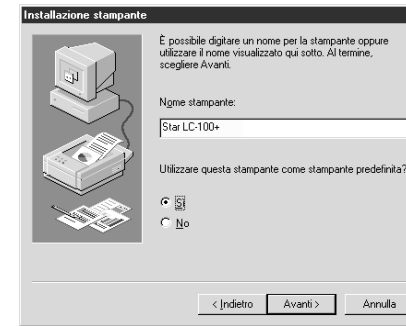 Installazione stampante
È possibile digitare un nome per la stampante oppure
utilizzare il nome visualizzato qui sotto. Al termine,
scegliere Avanti.
Nome stampante:
Star LC-100+
Utilizzare questa stampante come stampante predefinita?
Sì
No
< Indietro
Avanti >
Annulla